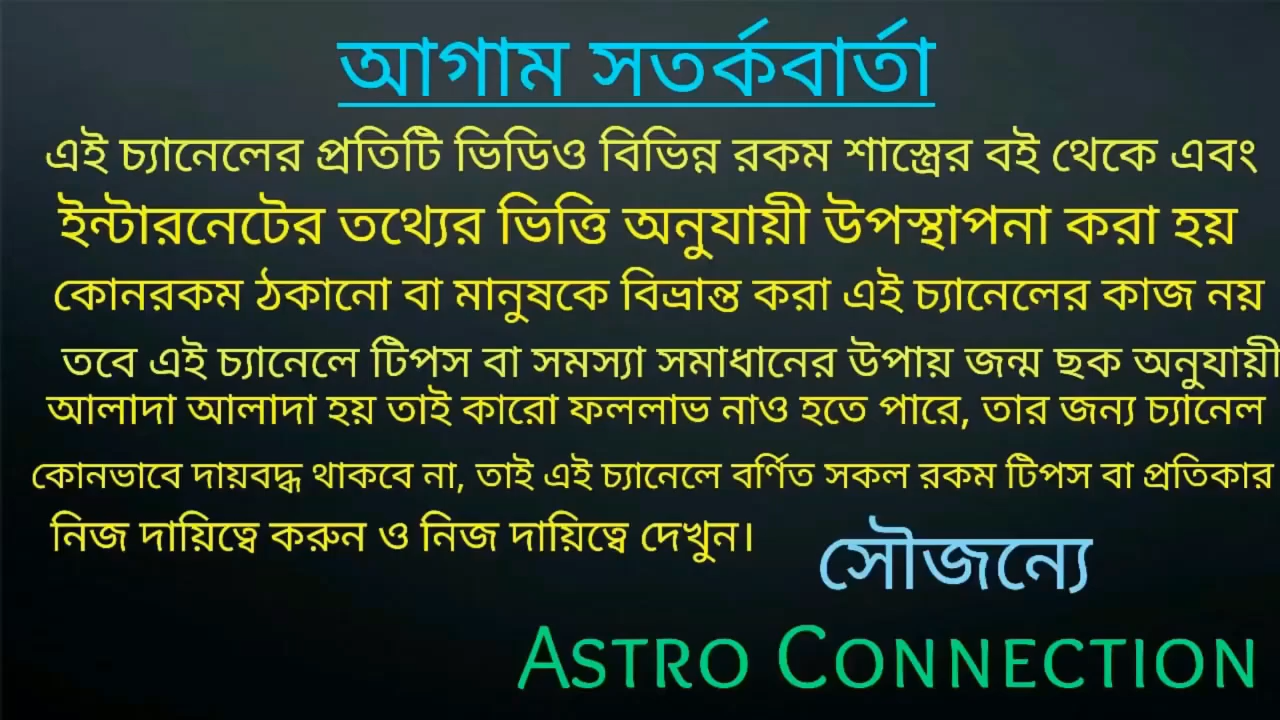 আগাম সতর্কবার্তা
এই চ্যানেলের প্রতিটি ভিডিও বিভিন্ন রকম শাস্ত্রের বই থেকে এবং
ইন্টারনেটের তথ্যের ভিত্তি অনুযায়ী উপস্থাপনা করা হয়
কোনরকম ঠকানো বা মানুষকে বিভ্রান্ত করা এই চ্যানেলের কাজ নয়
তবে এই চ্যানেলে টিপস বা সমস্যা সমাধানের উপায় জন্ম ছক অনুযায়ী
আলাদা আলাদা হয় তাই কারো ফললাভ নাও হতে পারে, তার জন্য চ্যানেল
কোনভাবে দায়বদ্ধ থাকবে না, তাই এই চ্যানেলে বর্ণিত সকল রকম টিপস বা প্রতিকার
নিজ দায়িত্বে করুন ও নিজ দায়িত্বে দেখুন।
সৌজন্যে
ASTRO CONNECTION